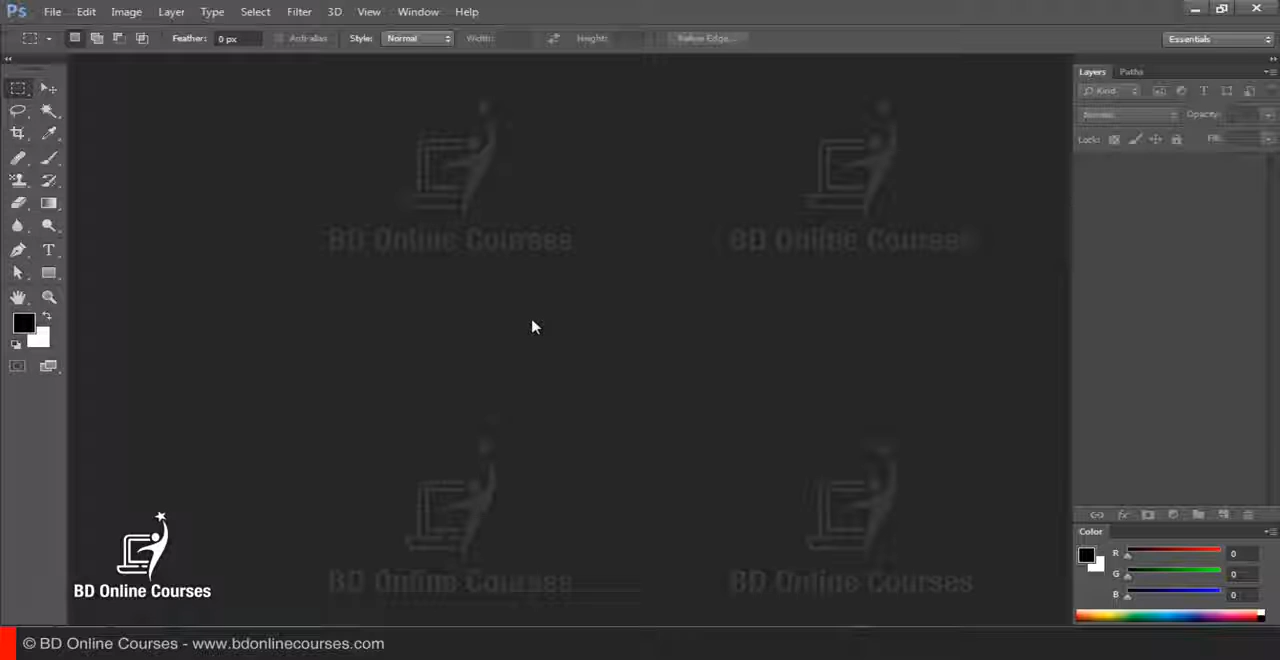 Ps File Edit Image Layer Type Select Filter 3D View Window Help
Feather: 0 px Anti-alias Style: Normal Width: Height: Refine Edge... Essentials
Layers Paths
Kind T
Normal Opacity:
Lock: Fill:
T
BD Online Courses BD Online Courses
fx
Color
R 0
G 0
B 0
BD Online Courses BD Online Courses
BD Online Courses
© BD Online Courses - www.bdonlinecourses.com